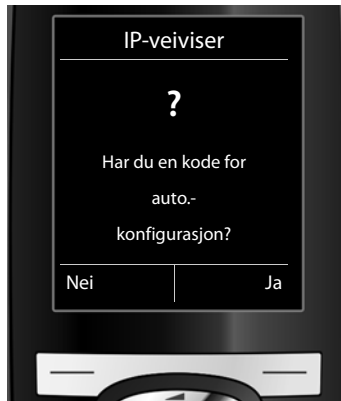 IP-veiviser
?
Har du en kode for
auto.-
konfigurasjon?
Nei Ja